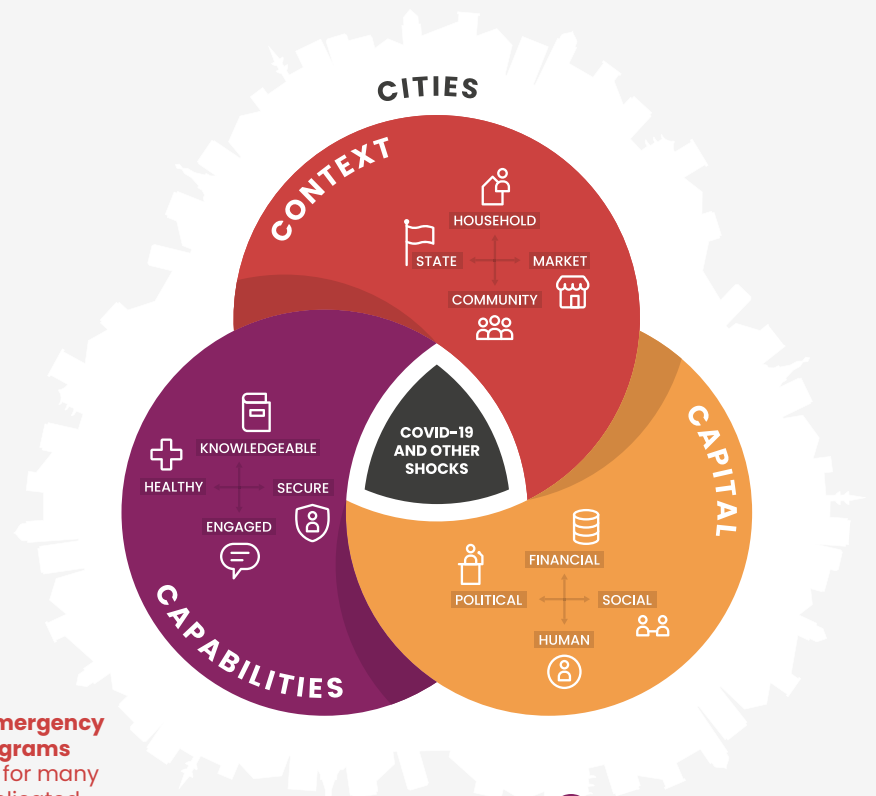 CITIES
CONTEXT
HOUSEHOLD
STATE
MARKET
COMMUNITY
COVID-19
AND OTHER
SHOCKS
CAPITAL
KNOWLEDGEABLE
HEALTHY
SECURE
ENGAGED
CAPABILITIES
FINANCIAL
POLITICAL
SOCIAL
HUMAN
mergency
grams
for many